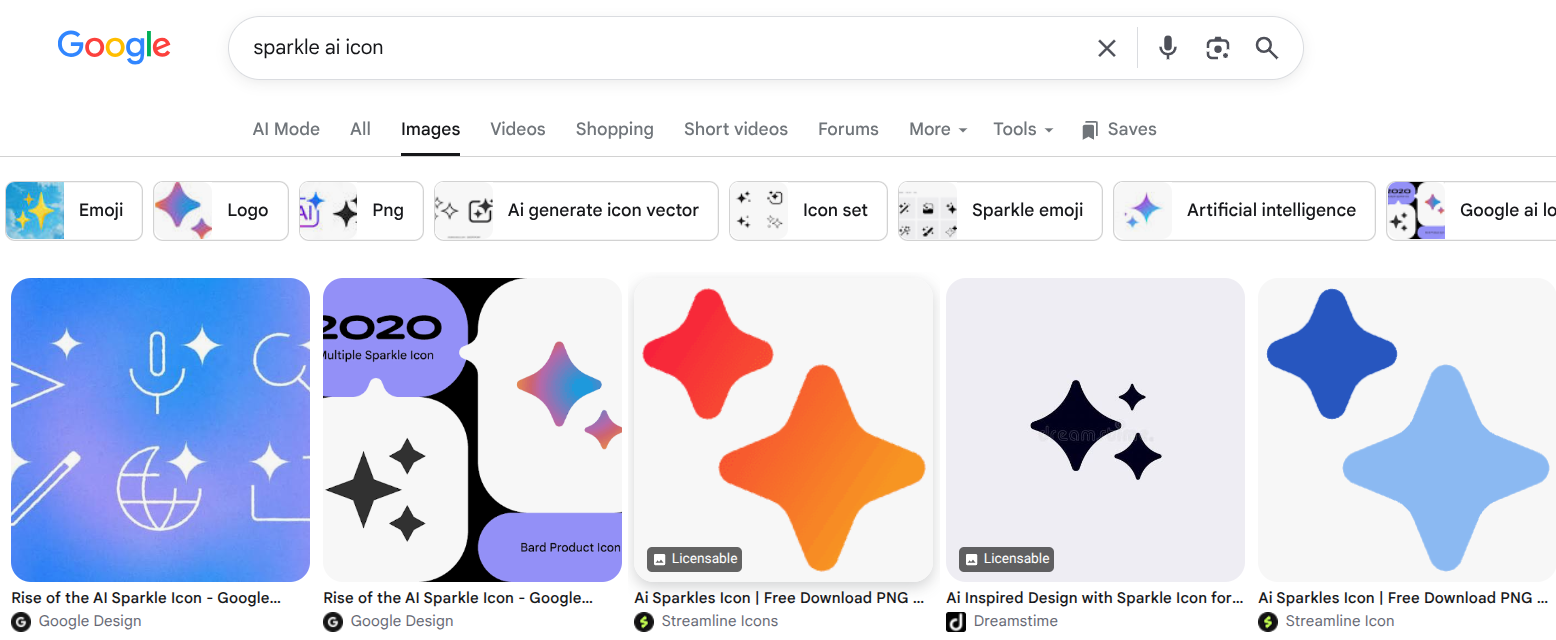 Google
sparkle ai icon
AI Mode
All
Images
Videos
Shopping
Short videos
Forums
More
Tools
Saves
Emoji
Logo
AI
Png
Ai generate icon vector
Icon set
Sparkle emoji
Artificial intelligence
2020
Google ai lo
2020
Multiple Sparkle Icon
Bard Product Icon
Licensable
dreamstime.
Licensable
Rise of the AI Sparkle Icon - Google...
G Google Design
Rise of the AI Sparkle Icon - Google...
G Google Design
Ai Sparkles Icon | Free Download PNG ...
Streamline Icons
Ai Inspired Design with Sparkle Icon for...
d Dreamstime
Ai Sparkles Icon | Free Download PNG ...
Streamline Icon